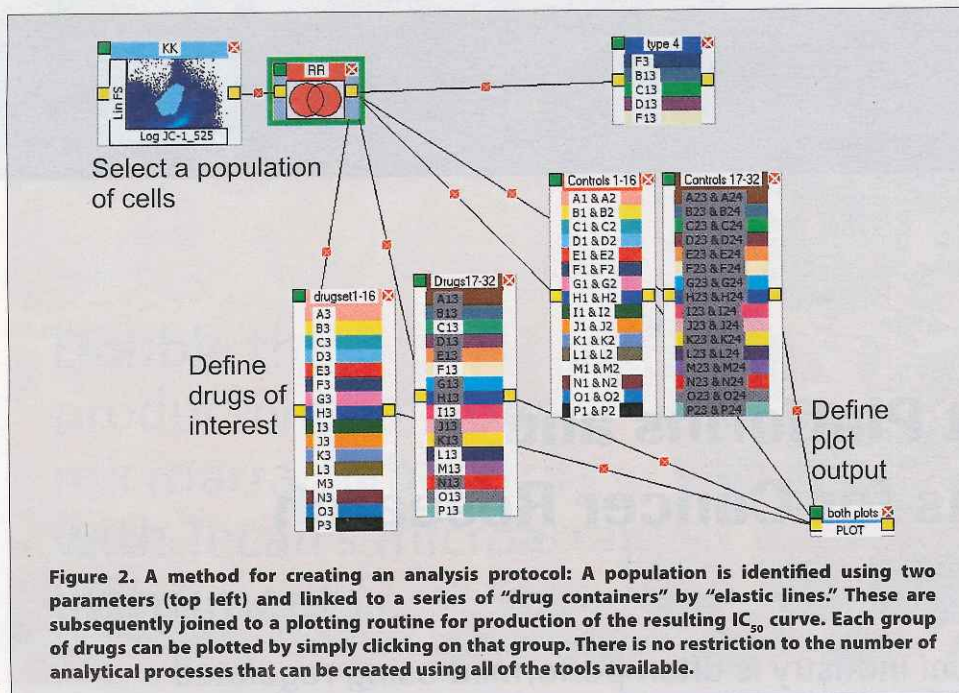 KK
Lin FS
Log JC-1_525
Select a population
of cells
RR
type 4
F3
B13
C13
D13
F13
Controls 1-16
A1 & A2
B1 & B2
C1 & C2
D1 & D2
E1 & E2
F1 & F2
G1 & G2
H1 & H2
I1 & I2
J1 & J2
K1 & K2
L1 & L2
M1 & M2
N1 & N2
O1 & O2
P1 & P2
Controls 17-32
A23 & A24
B23 & B24
C23 & C24
D23 & D24
E23 & E24
F23 & F24
G23 & G24
H23 & H24
I23 & I24
J23 & J24
K23 & K24
L23 & L24
M23 & M24
N23 & N24
O23 & O24
P23 & P24
Define
drugs of
interest
drugset1-16
A3
B3
C3
D3
E3
F3
G3
H3
I3
J3
K3
L3
M3
N3
O3
P3
Drugs17-32
A13
B13
C13
D13
E13
F13
G13
H13
I13
J13
K13
L13
M13
N13
O13
P13
Define
plot
output
both plots
PLOT
Figure 2. A method for creating an analysis protocol: A population is identified using two
parameters (top left) and linked to a series of “drug containers” by “elastic lines.” These are
subsequently joined to a plotting routine for production of the resulting IC50 curve. Each group
of drugs can be plotted by simply clicking on that group. There is no restriction to the number of
analytical processes that can be created using all of the tools available.